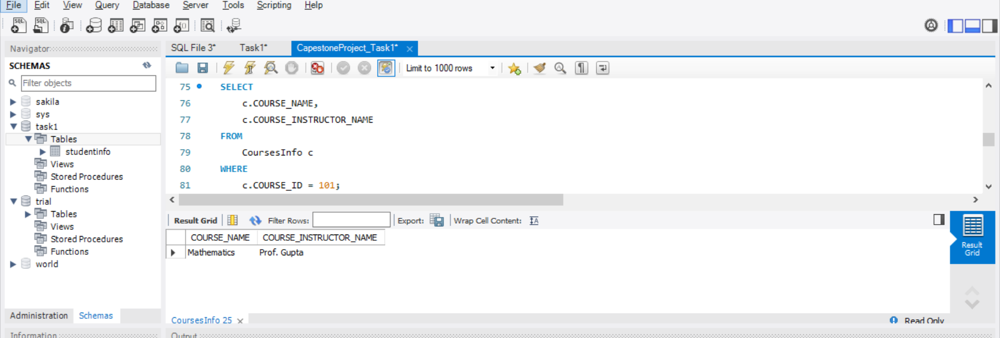 File Edit View Query Database Server Tools Scripting Help
Navigator
SCHEMAS
Filter objects
sakila
sys
task1
Tables
studentinfo
Views
Stored Procedures
Functions
trial
Tables
Views
Stored Procedures
Functions
world
Administration Schemas
Information
SQL File 3* Task1* CapestoneProject_Task1*
Limit to 1000 rows
75 SELECT
76 c.COURSE_NAME,
77 c.COURSE_INSTRUCTOR_NAME
78 FROM
79 CoursesInfo c
80 WHERE
81 c.COURSE_ID = 101;
Result Grid Filter Rows: Export: Wrap Cell Content:
COURSE_NAME COURSE_INSTRUCTOR_NAME
Mathematics Prof. Gupta
Result
Grid
CoursesInfo 25 Read Only
Output